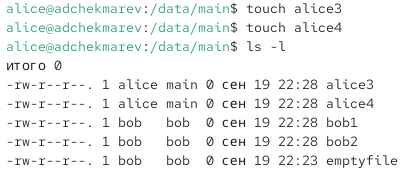 alice@adchekmarev:/data/main$ touch alice3
alice@adchekmarev:/data/main$ touch alice4
alice@adchekmarev:/data/main$ ls -l
итого 0
-rw-r--r--. 1 alice main 0 сен 19 22:28 alice3
-rw-r--r--. 1 alice main 0 сен 19 22:28 alice4
-rw-r--r--. 1 bob   bob  0 сен 19 22:28 bob1
-rw-r--r--. 1 bob   bob  0 сен 19 22:28 bob2
-rw-r--r--. 1 bob   bob  0 сен 19 22:23 emptyfile